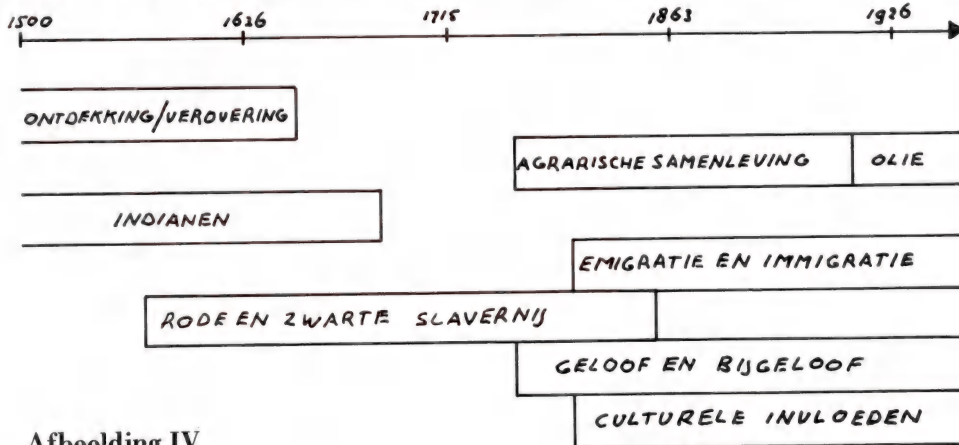 1500 1626 1715 1863 1926
ONTDEKKING/VEROVERING
AGRARISCHE SAMENLEVING OLIE
INDIANEN
EMIGRATIE EN IMMIGRATIE
RODE EN ZWARTE SLAVERNIJ
GELOOF EN BIJGELOOF
CULTURELE INVLOEDEN
Afbeelding IV